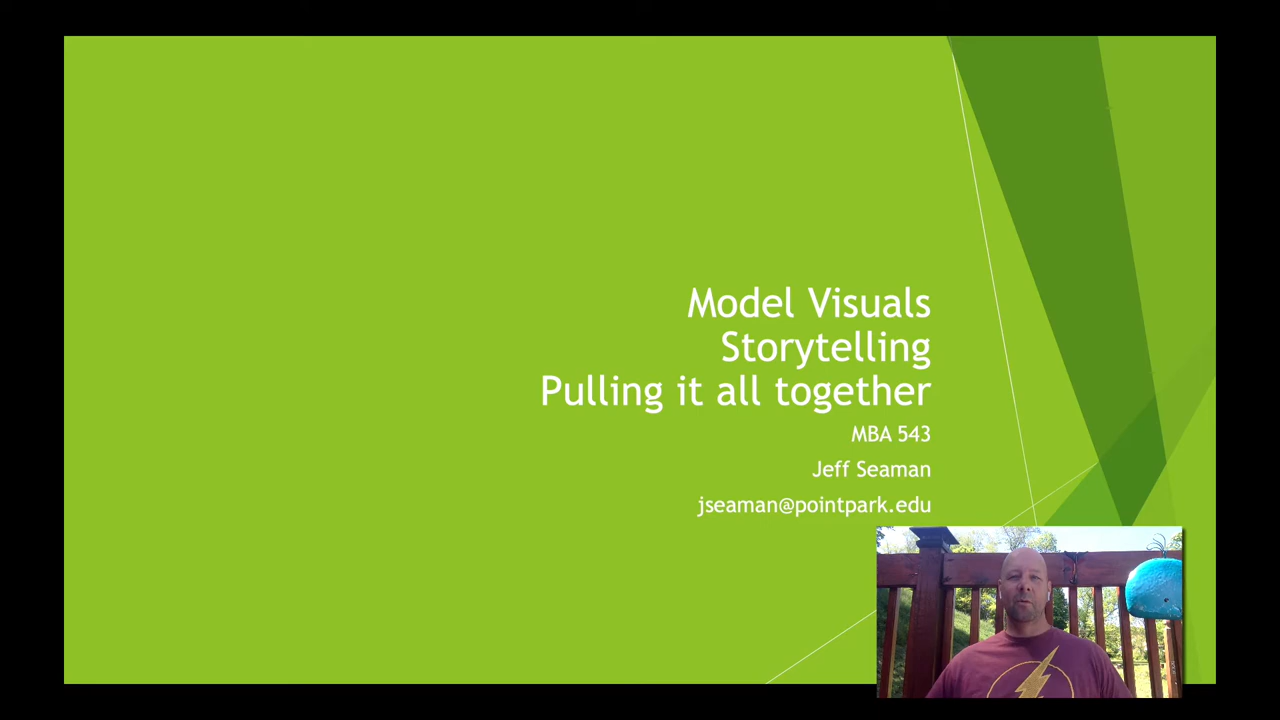 Model Visuals
Storytelling
Pulling it all together
MBA 543
Jeff Seaman
jseaman@pointpark.edu